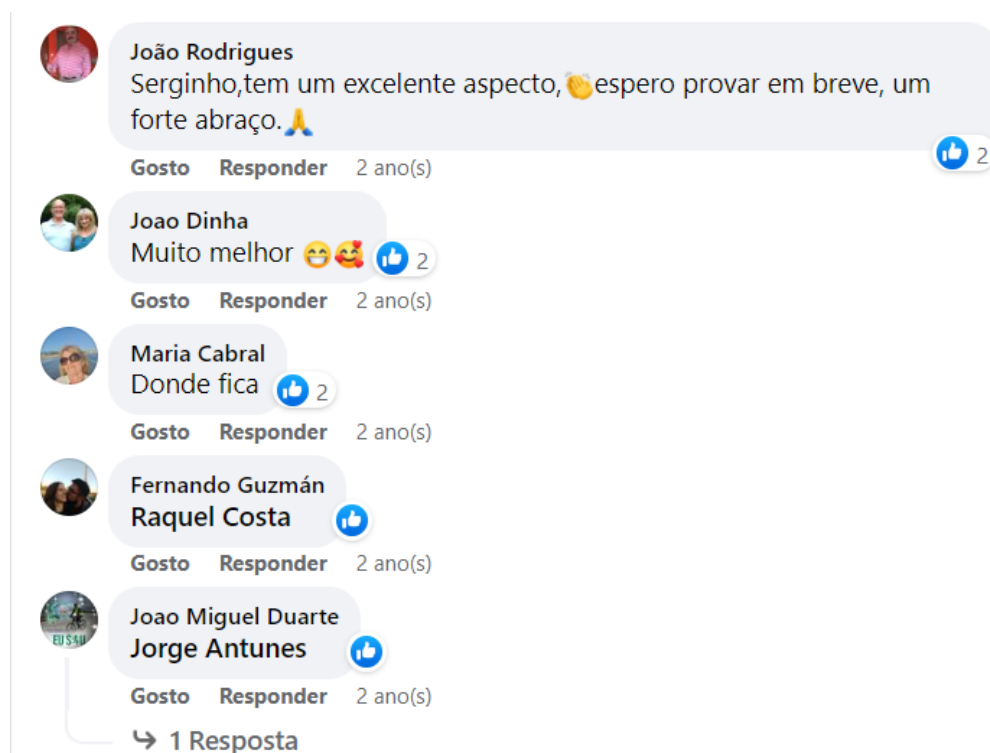 João Rodrigues
Serginho,tem um excelente aspecto,👏espero provar em breve, um
forte abraço.🙏
2
Gosto Responder 2 ano(s)
Joao Dinha
Muito melhor 😁🥰
2
Gosto Responder 2 ano(s)
Maria Cabral
Donde fica
2
Gosto Responder 2 ano(s)
Fernando Guzmán
Raquel Costa
Gosto Responder 2 ano(s)
EU S4U
Joao Miguel Duarte
Jorge Antunes
Gosto Responder 2 ano(s)
1 Resposta